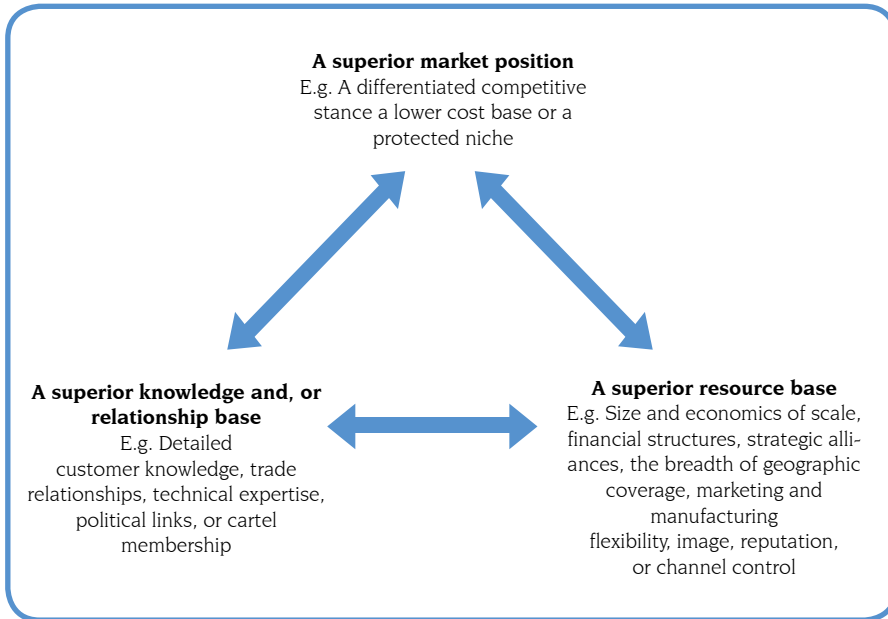 A superior market position
E.g. A differentiated competitive
stance a lower cost base or a
protected niche
A superior knowledge and, or
relationship base
E.g. Detailed
customer knowledge, trade
relationships, technical expertise,
political links, or cartel
membership
A superior resource base
E.g. Size and economics of scale,
financial structures, strategic alli-
ances, the breadth of geographic
coverage, marketing and
manufacturing
flexibility, image, reputation,
or channel control